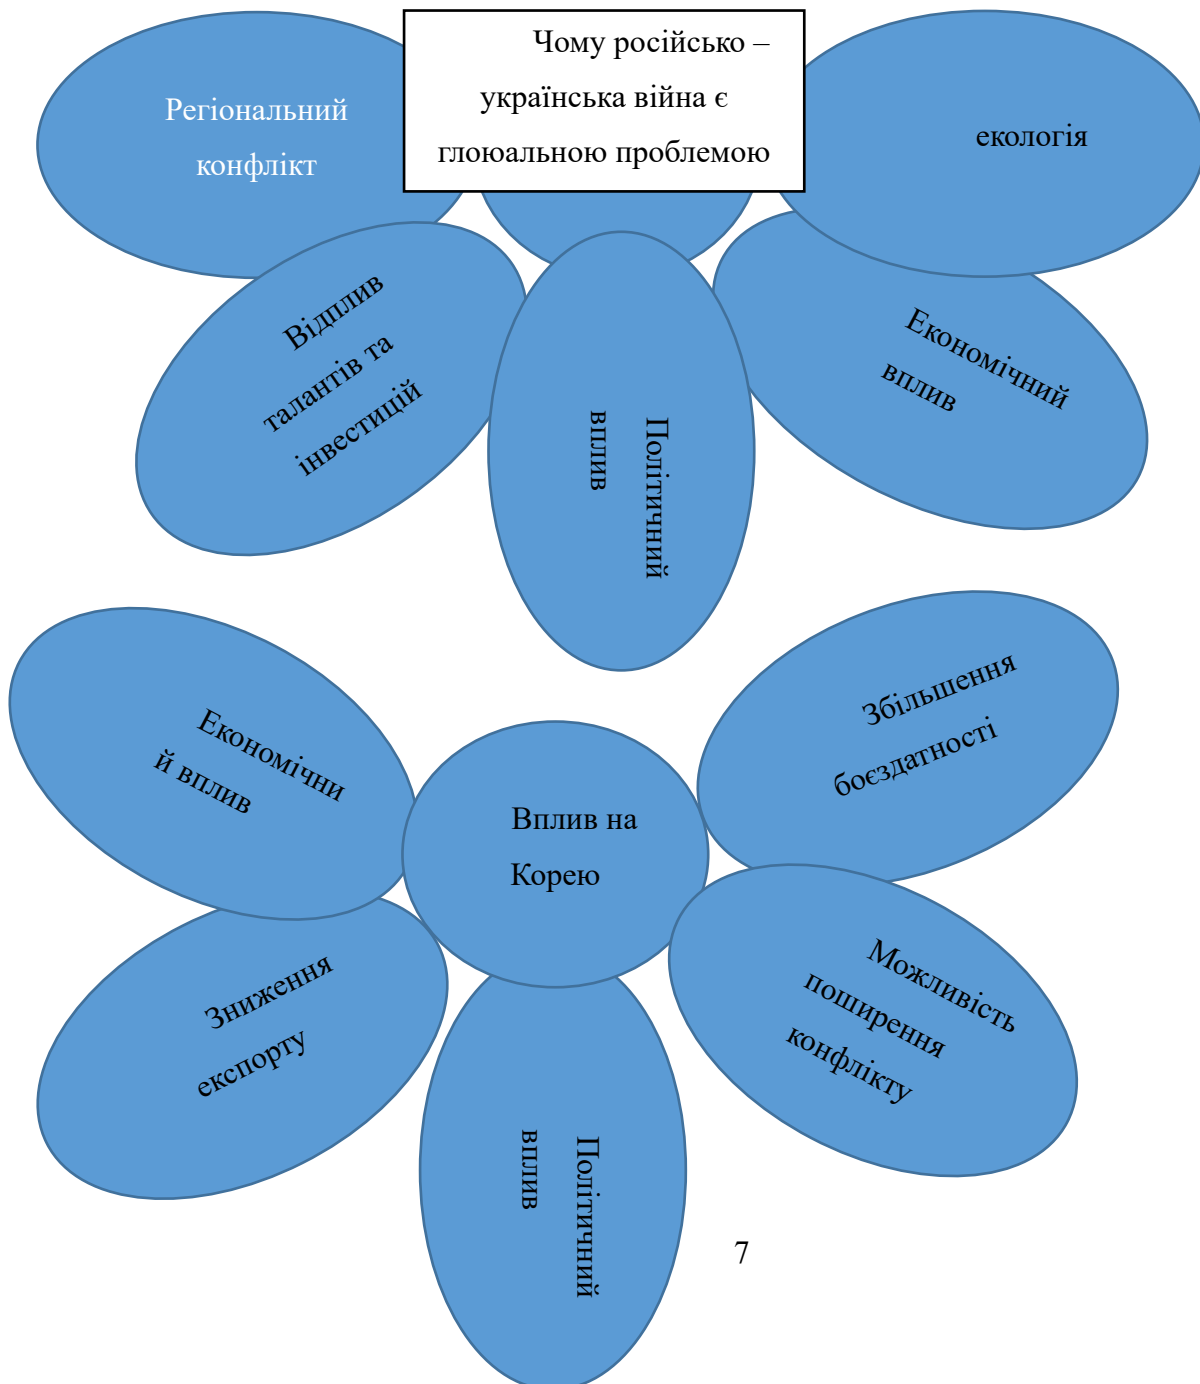 Чому російсько –
українська війна є
глоюальною проблемою
Регіональний
конфлікт
екологія
Відплив
талантів та
інвестицій
Політичний
вплив
Економічний
вплив
Економічни
й вплив
Збільшення
боєздатності
Вплив на
Корею
Зниження
експорту
Можливість
поширення
конфлікту
Політичний
вплив
7